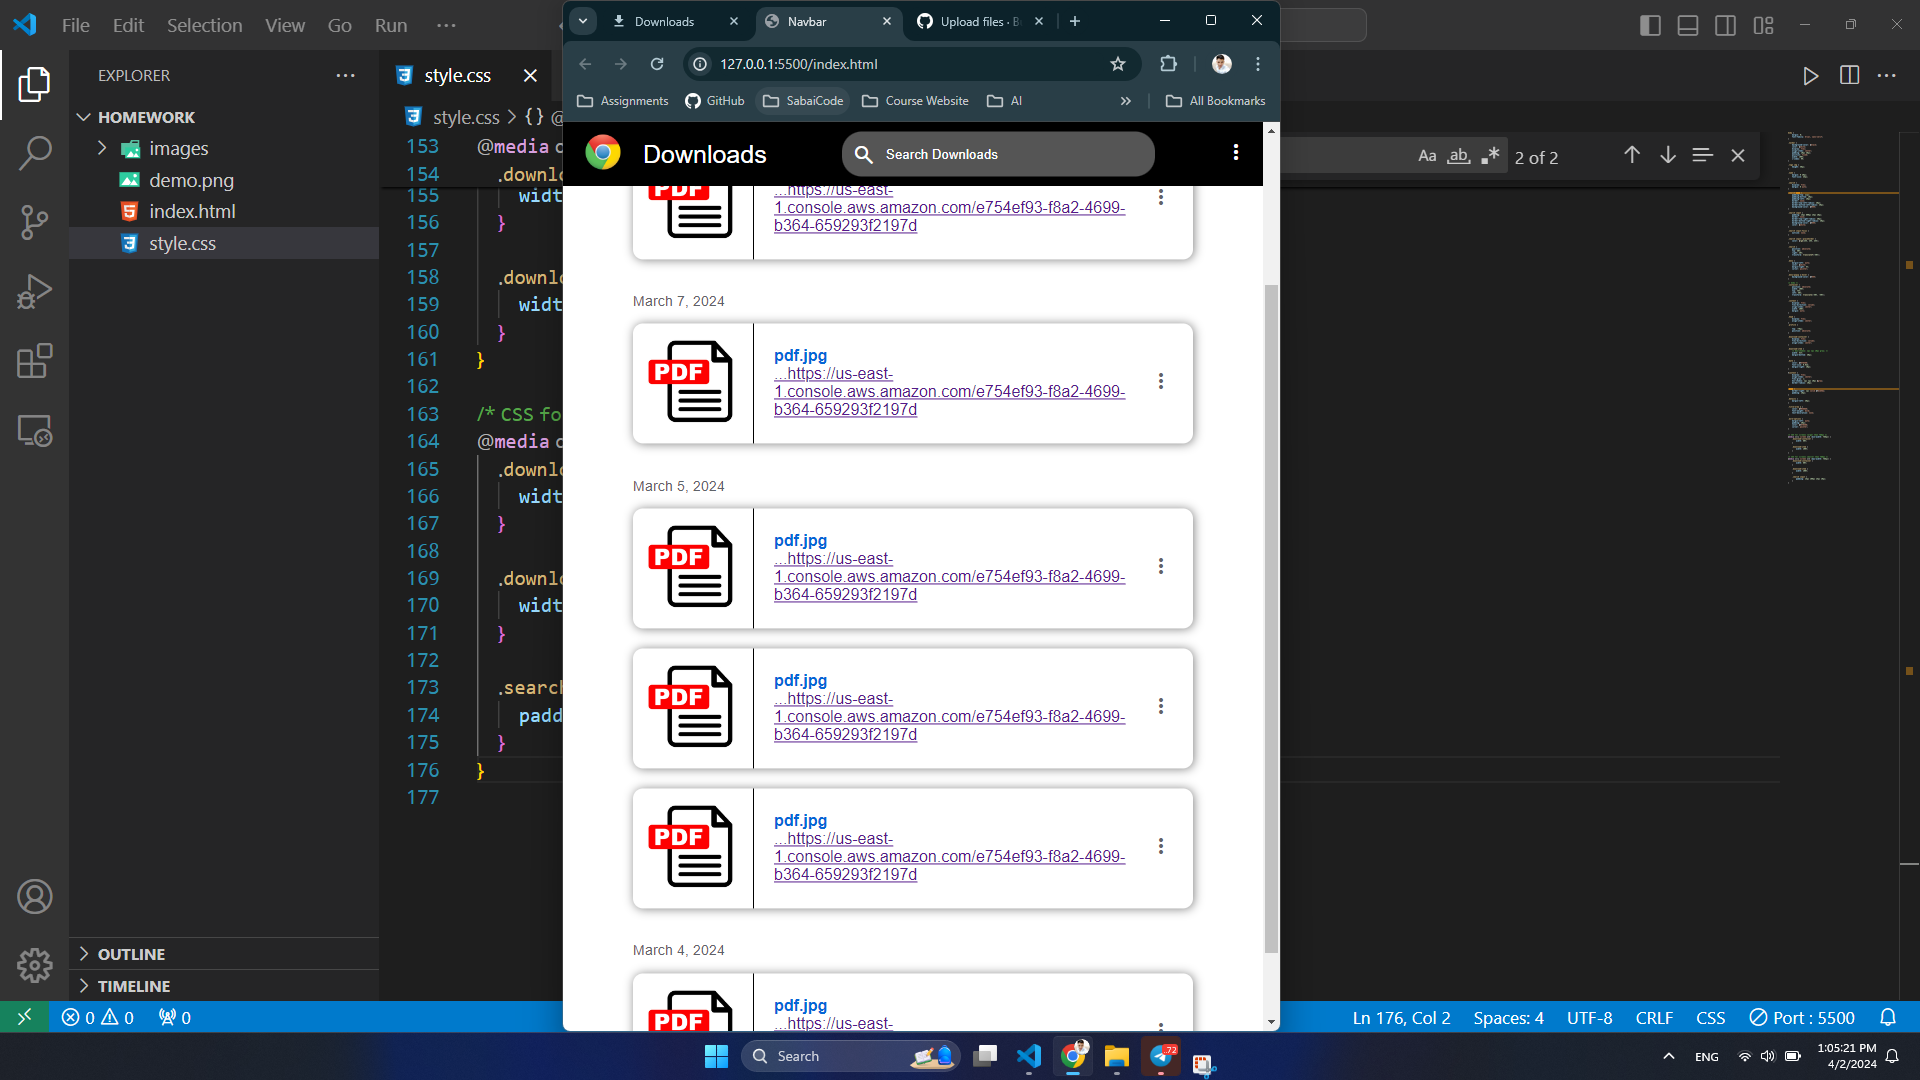 File Edit Selection View Go Run ···
EXPLORER ···
HOMEWORK
images
demo.png
index.html
style.css
OUTLINE
TIMELINE
style.css
style.css > {} @
153 @media
154 .downl
155 widt
156 }
157
158 .downl
159 widt
160 }
161 }
162
163 /* CSS fo
164 @media
165 .downl
166 widt
167 }
168
169 .downl
170 widt
171 }
172
173 .search
174 padd
175 }
176 }
177
Aa ab 2 of 2
Downloads
Navbar
Upload files ·
127.0.0.1:5500/index.html
Assignments GitHub SabaiCode Course Website AI » All Bookmarks
Downloads
Search Downloads
PDF
...https://us-east-
1.console.aws.amazon.com/e754ef93-f8a2-4699-
b364-659293f2197d
March 7, 2024
PDF
pdf.jpg
...https://us-east-
1.console.aws.amazon.com/e754ef93-f8a2-4699-
b364-659293f2197d
March 5, 2024
PDF
pdf.jpg
...https://us-east-
1.console.aws.amazon.com/e754ef93-f8a2-4699-
b364-659293f2197d
PDF
pdf.jpg
...https://us-east-
1.console.aws.amazon.com/e754ef93-f8a2-4699-
b364-659293f2197d
PDF
pdf.jpg
...https://us-east-
1.console.aws.amazon.com/e754ef93-f8a2-4699-
b364-659293f2197d
March 4, 2024
PDF
pdf.jpg
...https://us-east-
0 0 0
Ln 176, Col 2 Spaces: 4 UTF-8 CRLF CSS Port : 5500
Search
72
ENG
1:05:21 PM
4/2/2024